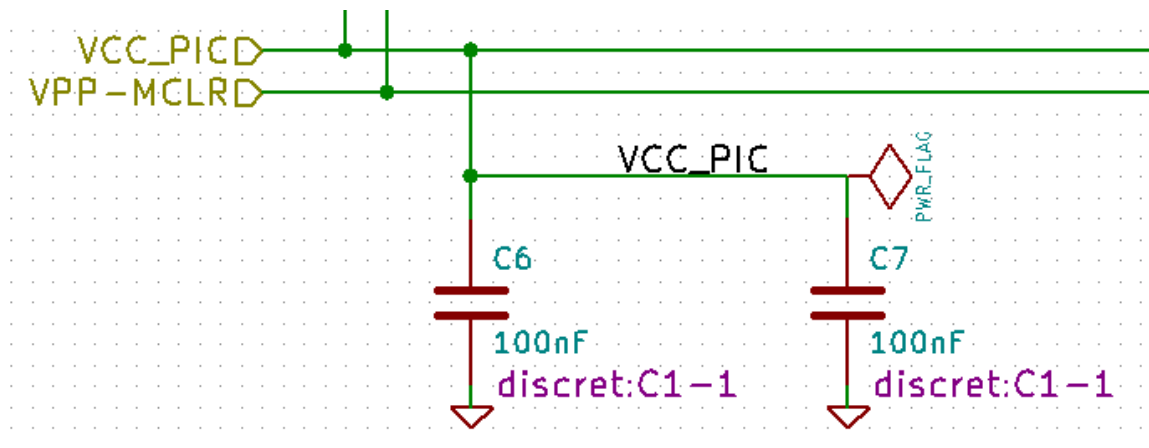 VCC_PIC
VPP-MCLR
VCC_PIC
PWR_FLAG
C6
100nF
discret:C1-1
C7
100nF
discret:C1-1